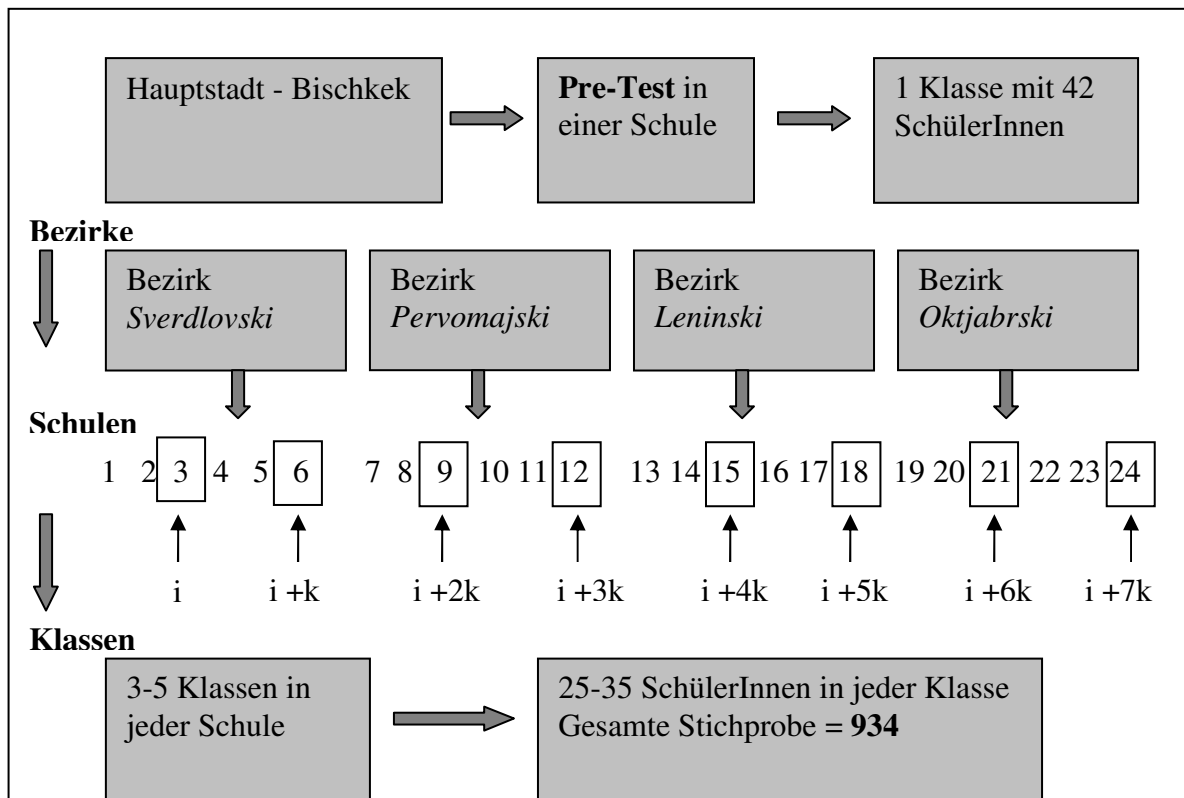 Hauptstadt - Bischkek
Pre-Test in
einer Schule
1 Klasse mit 42
SchülerInnen
Bezirke
Bezirk
Sverdlovski
Bezirk
Pervomajski
Bezirk
Leninski
Bezirk
Oktjabrski
Schulen
1 2 3 4 5 6 7 8 9 10 11 12 13 14 15 16 17 18 19 20 21 22 23 24
i i +k i +2k i +3k i +4k i +5k i +6k i +7k
Klassen
3-5 Klassen in
jeder Schule
25-35 SchülerInnen in jeder Klasse
Gesamte Stichprobe = 934